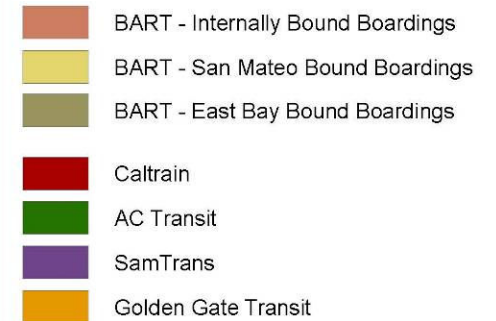 BART - Internally Bound Boardings
BART - San Mateo Bound Boardings
BART - East Bay Bound Boardings
Caltrain
AC Transit
SamTrans
Golden Gate Transit